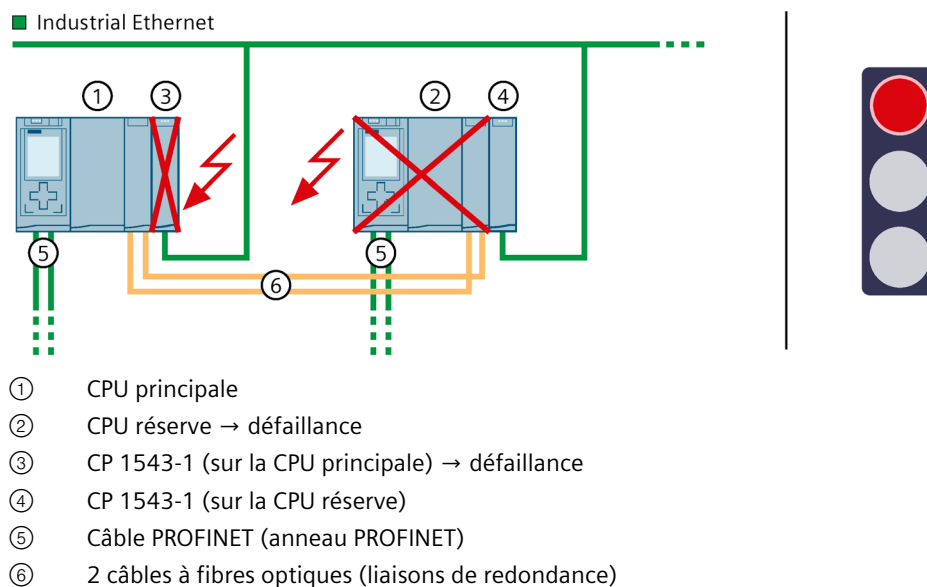 Industrial Ethernet
① ③ ② ④
⑤ ⑤
⑥
① CPU principale
② CPU réserve → défaillance
③ CP 1543-1 (sur la CPU principale) → défaillance
④ CP 1543-1 (sur la CPU réserve)
⑤ Câble PROFINET (anneau PROFINET)
⑥ 2 câbles à fibres optiques (liaisons de redondance)